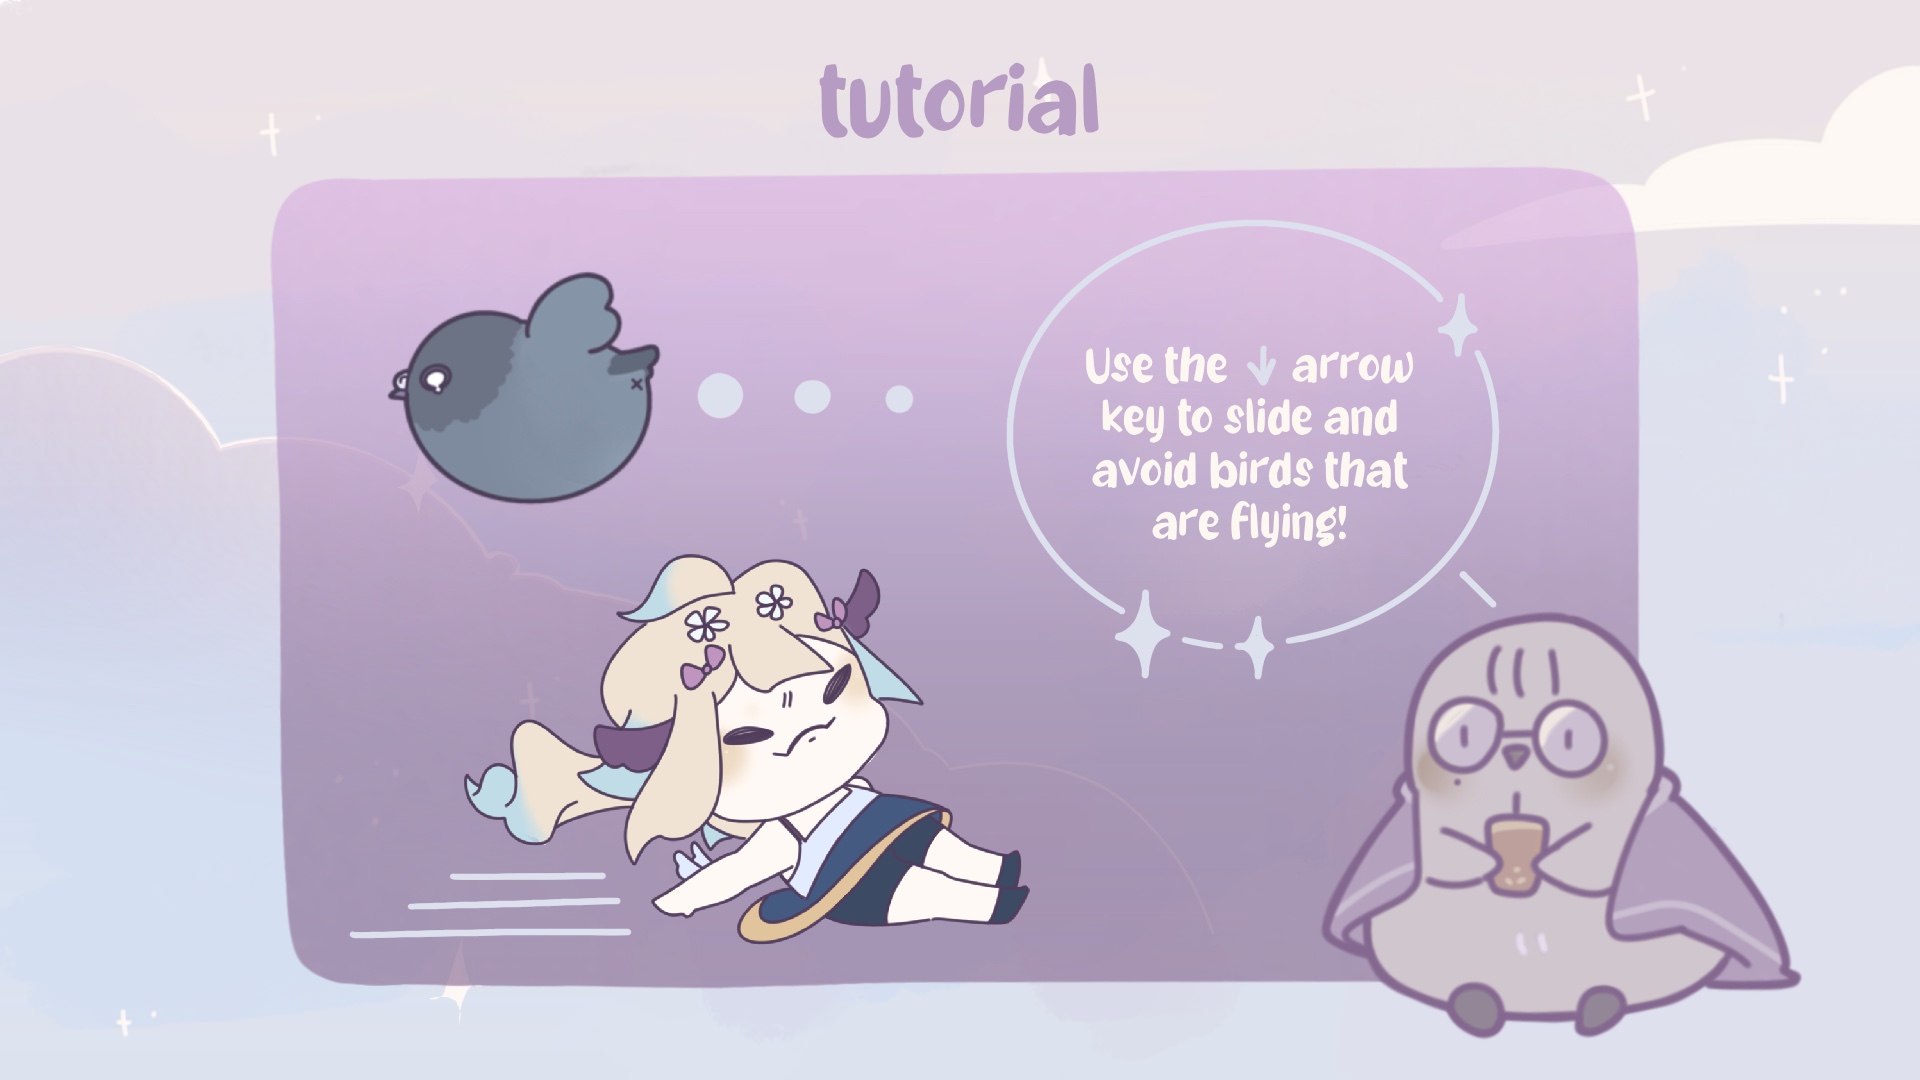 tutorial
Use the ↓ arrow
key to slide and
avoid birds that
are flying!